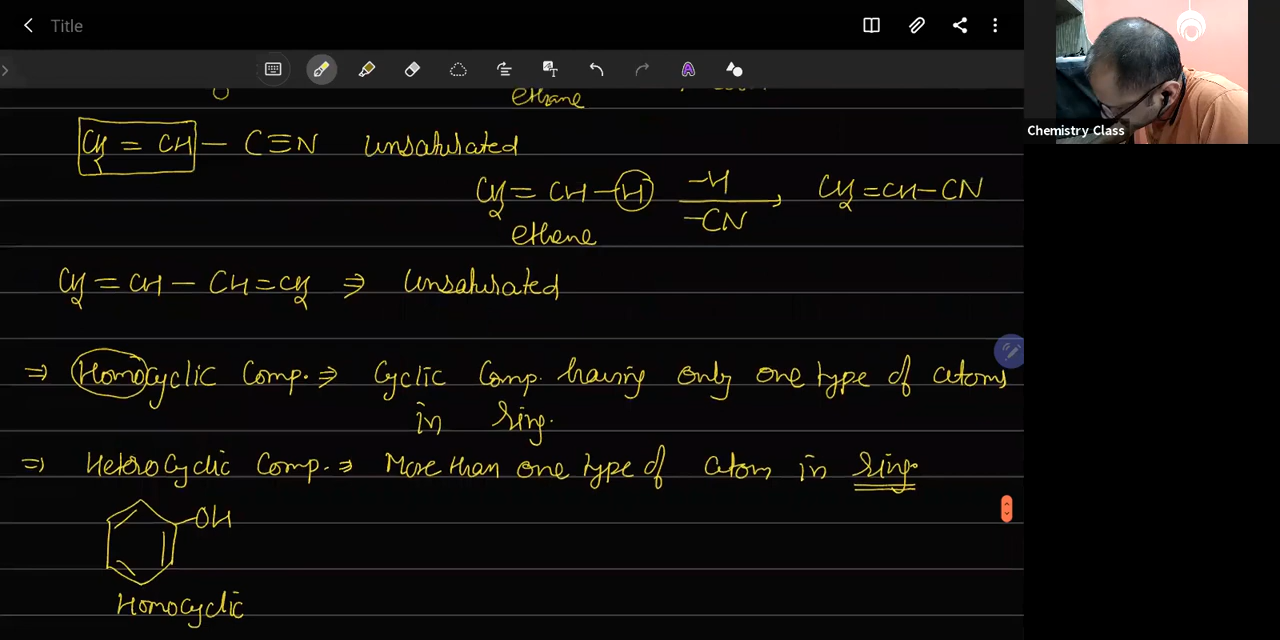 Title
ethane
CH₂ = CH — C≡N unsaturated
CH₂ = CH — H —H CH₂ = CH — CN
—CN
ethane
CH₂ = CH — CH = CH₂ ⇒ unsaturated
⇒ Homocyclic Comp. ⇒ Cyclic Comp. having only one type of atoms
in ring.
⇒ Heterocyclic Comp. ⇒ More than one type of atom in ring.
OH
Homocyclic
Chemistry Class